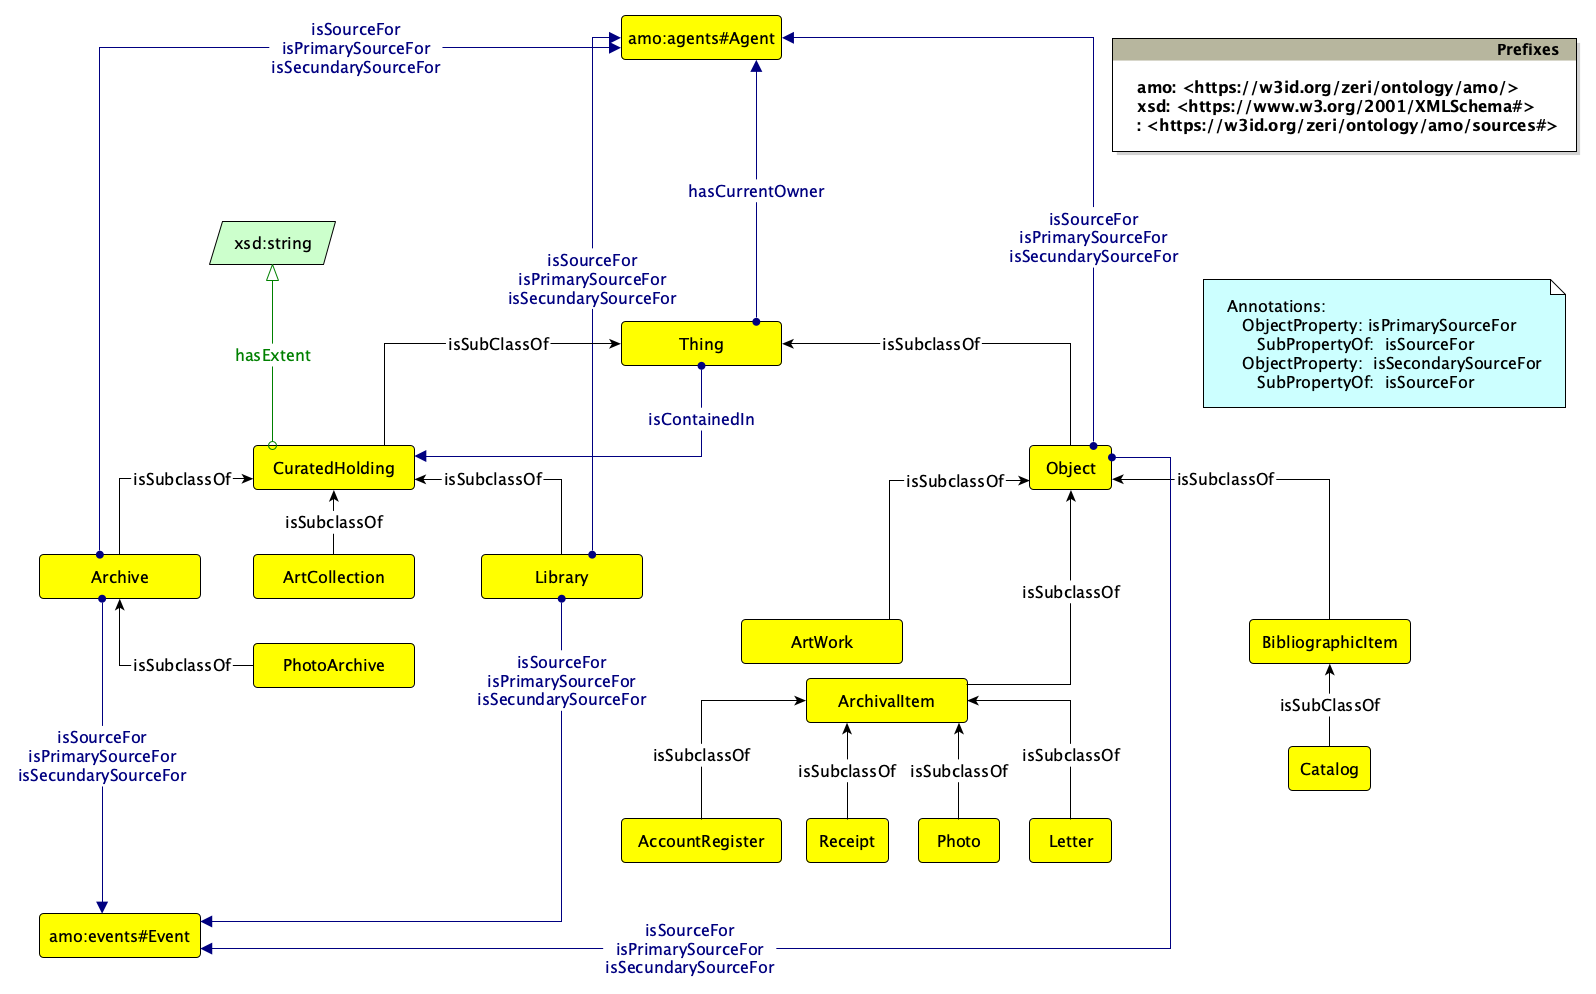 isSourceFor
isPrimarySourceFor
isSecundarySourceFor
amo:agents#Agent
Prefixes
amo: <https://w3id.org/zeri/ontology/amo/>
xsd: <https://www.w3.org/2001/XMLSchema#>
: <https://w3id.org/zeri/ontology/amo/sources#>
hasCurrentOwner
isSourceFor
isPrimarySourceFor
isSecundarySourceFor
xsd:string
isSourceFor
isPrimarySourceFor
isSecundarySourceFor
Annotations:
ObjectProperty: isPrimarySourceFor
SubPropertyOf: isSourceFor
ObjectProperty: isSecondarySourceFor
SubPropertyOf: isSourceFor
hasExtent
isSubClassOf
Thing
isSubclassOf
isContainedIn
CuratedHolding
Object
isSubclassOf
isSubclassOf
isSubclassOf
isSubclassOf
isSubclassOf
Archive
ArtCollection
Library
isSubclassOf
ArtWork
BibliographicItem
isSubclassOf
PhotoArchive
isSourceFor
isPrimarySourceFor
isSecundarySourceFor
ArchivalItem
isSubClassOf
isSourceFor
isPrimarySourceFor
isSecundarySourceFor
isSubclassOf
isSubclassOf
isSubclassOf
isSubclassOf
Catalog
AccountRegister
Receipt
Photo
Letter
amo:events#Event
isSourceFor
isPrimarySourceFor
isSecundarySourceFor